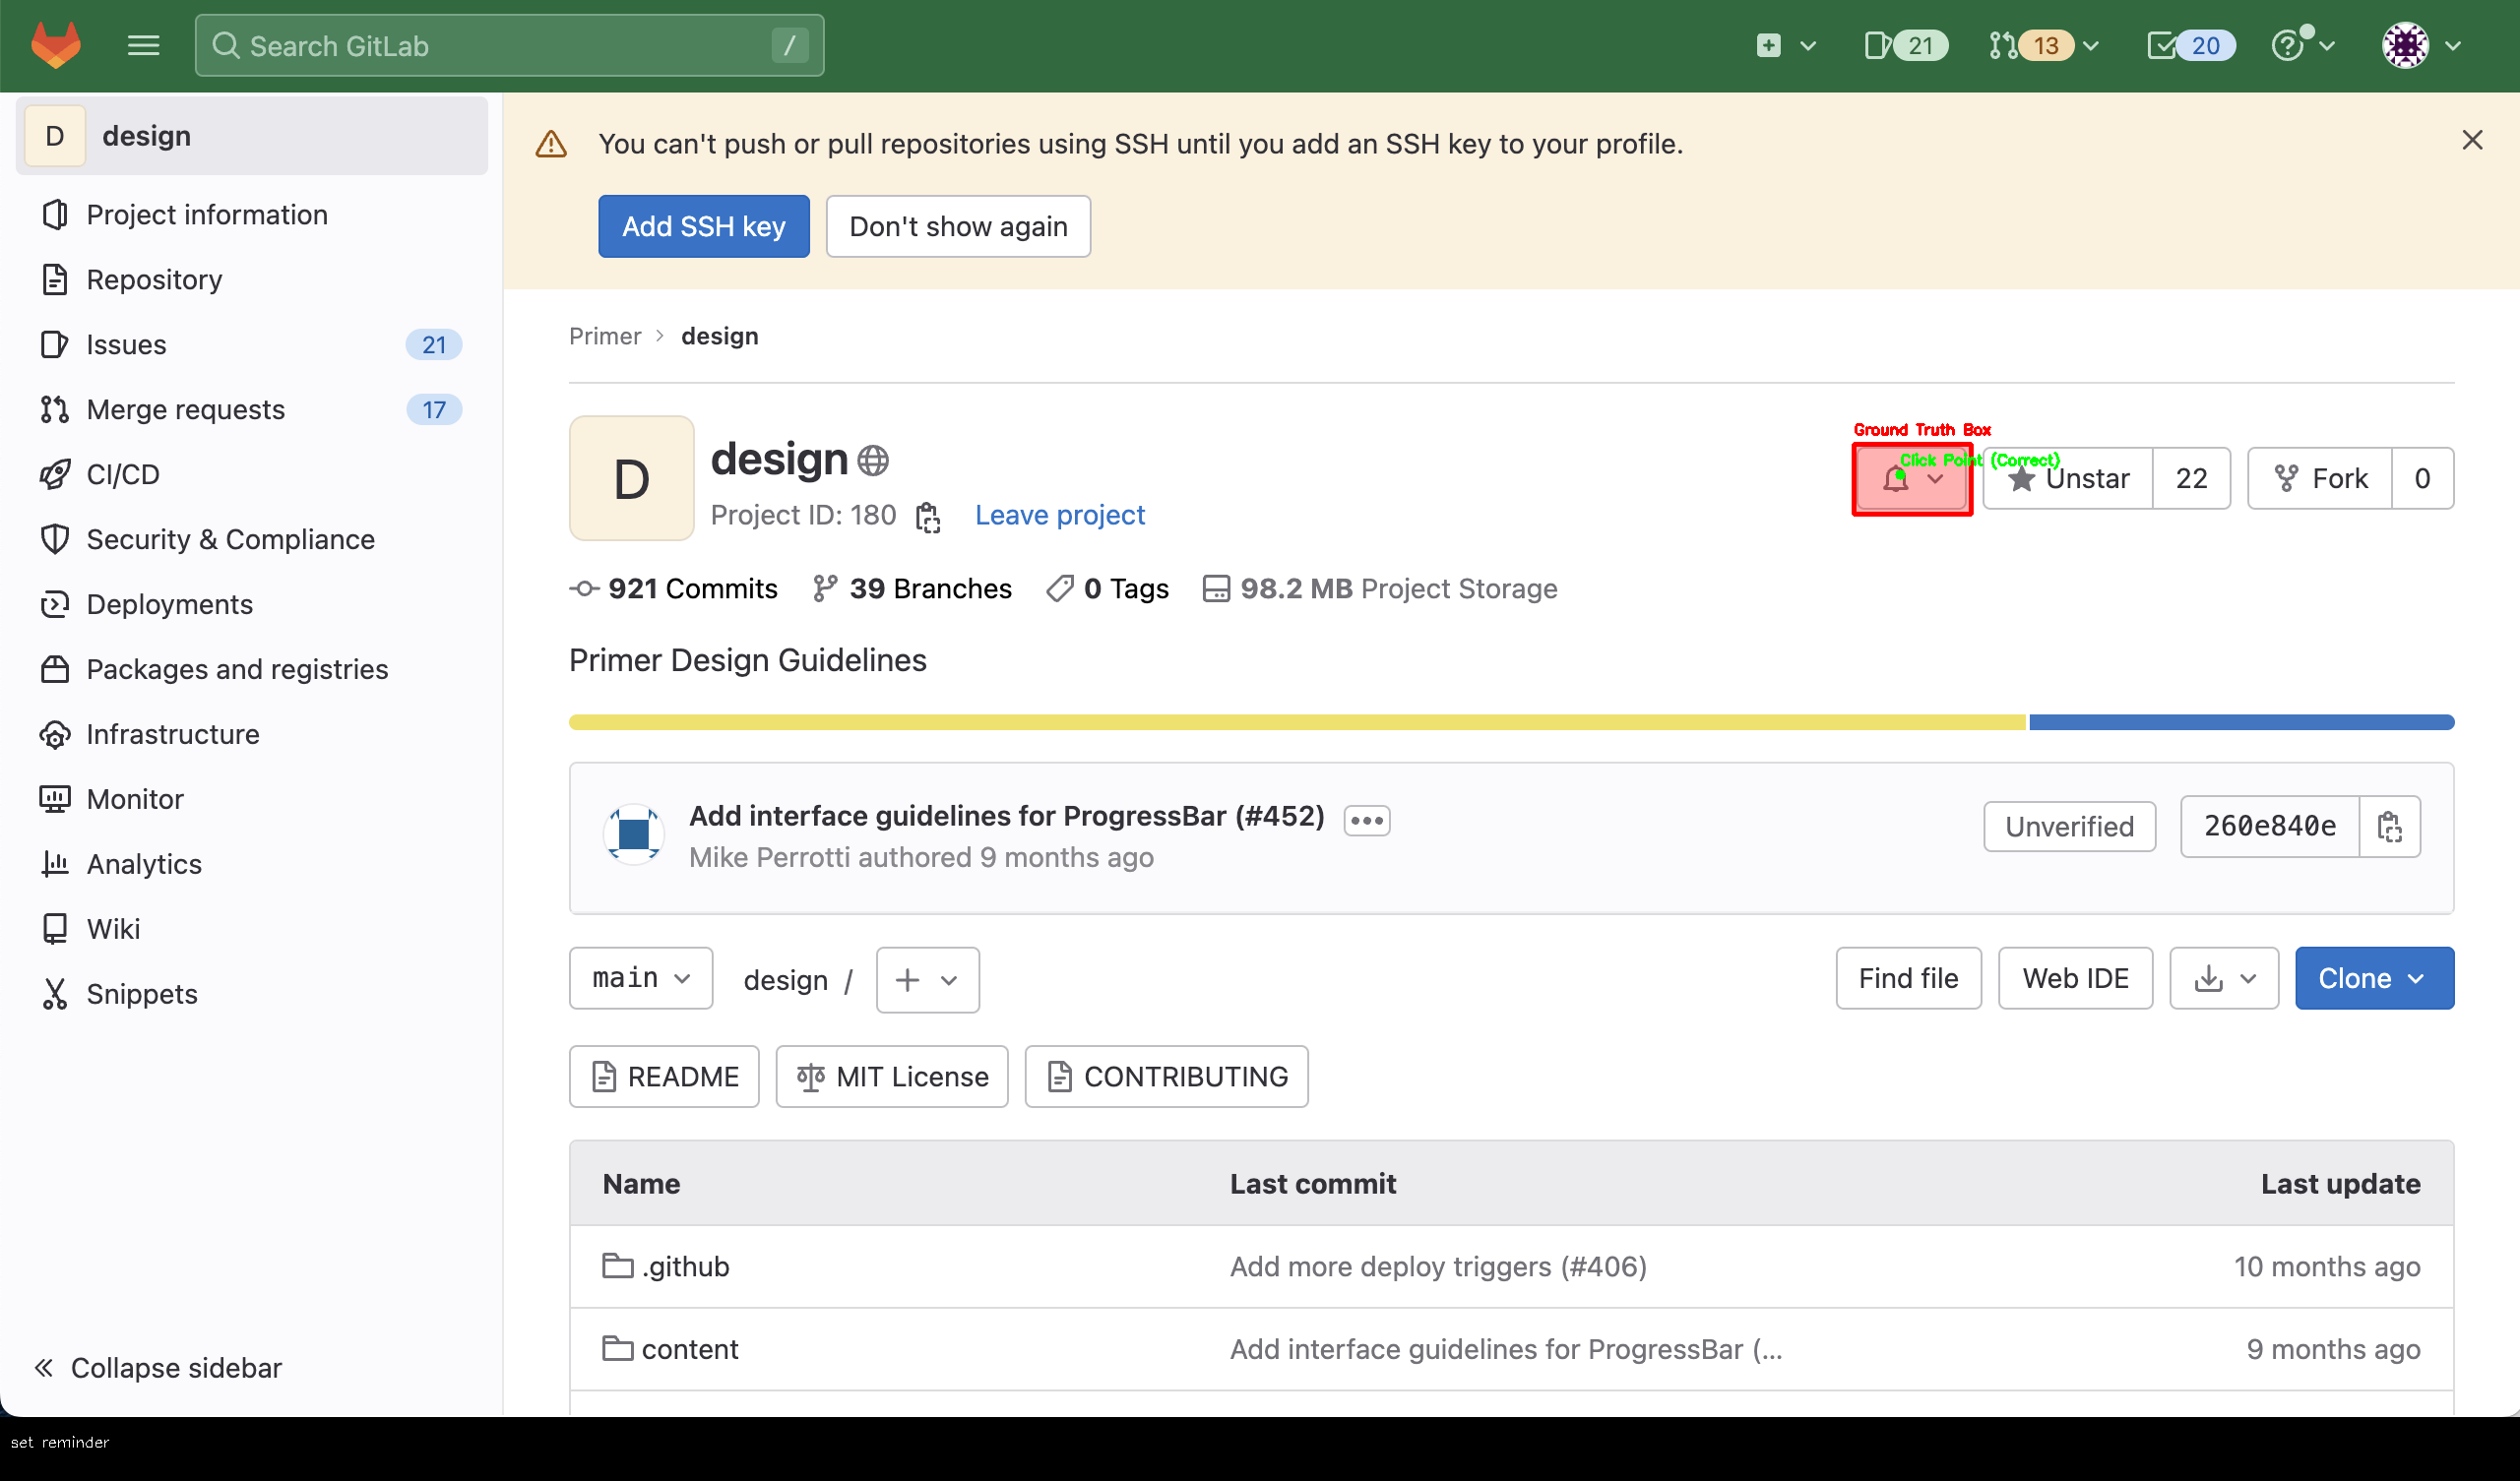 Search GitLab /
21
13
20
D design
Project information
Repository
Issues 21
Merge requests 17
CI/CD
Security & Compliance
Deployments
Packages and registries
Infrastructure
Monitor
Analytics
Wiki
Snippets
Collapse sidebar
You can't push or pull repositories using SSH until you add an SSH key to your profile.
Add SSH key Don't show again
Primer design
Ground Truth Box
Click Point (Correct)
D
design
Project ID: 180 Leave project
Unstar 22 Fork 0
921 Commits 39 Branches 0 Tags 98.2 MB Project Storage
Primer Design Guidelines
Add interface guidelines for ProgressBar (#452)
Mike Perrotti authored 9 months ago
Unverified 260e840e
main design / Find file Web IDE Clone
README MIT License CONTRIBUTING
Name Last commit Last update
.github Add more deploy triggers (#406) 10 months ago
content Add interface guidelines for ProgressBar (... 9 months ago
set reminder